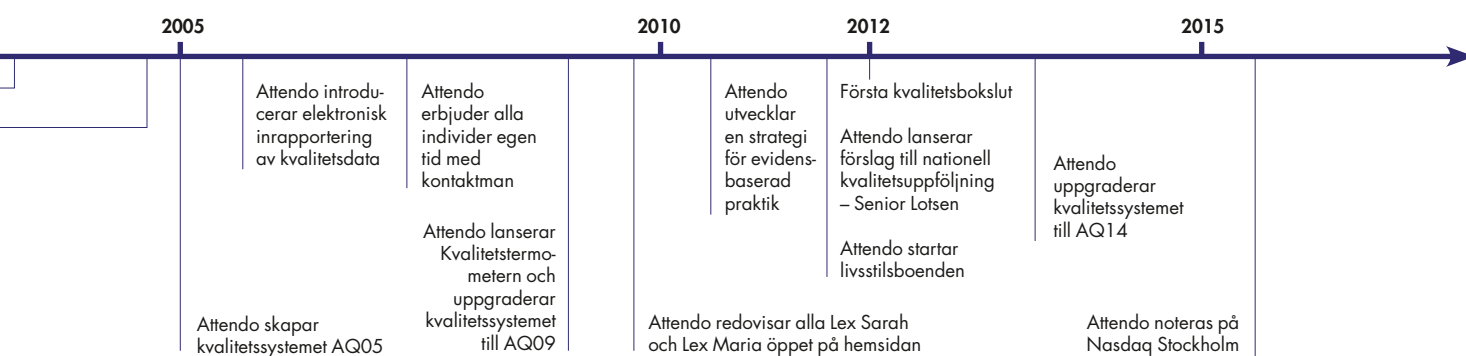 2005
2010
2012
2015
Attendo introdu-
cerar elektronisk
inrapportering
av kvalitetsdata
Attendo
erbjuder alla
individer egen
tid med
kontaktman
Attendo
utvecklar
en strategi
för evidens-
baserad
praktik
Första kvalitetsbokslut
Attendo lanserar
förslag till nationell
kvalitetsuppföljning
– Senior Lotsen
Attendo startar
livsstilsboenden
Attendo
uppgraderar
kvalitetssystemet
till AQ14
Attendo lanserar
Kvalitetstermo-
metern och
uppgraderar
kvalitetssystemet
till AQ09
Attendo skapar
kvalitetssystemet AQ05
Attendo redovisar alla Lex Sarah
och Lex Maria öppet på hemsidan
Attendo noteras på
Nasdaq Stockholm